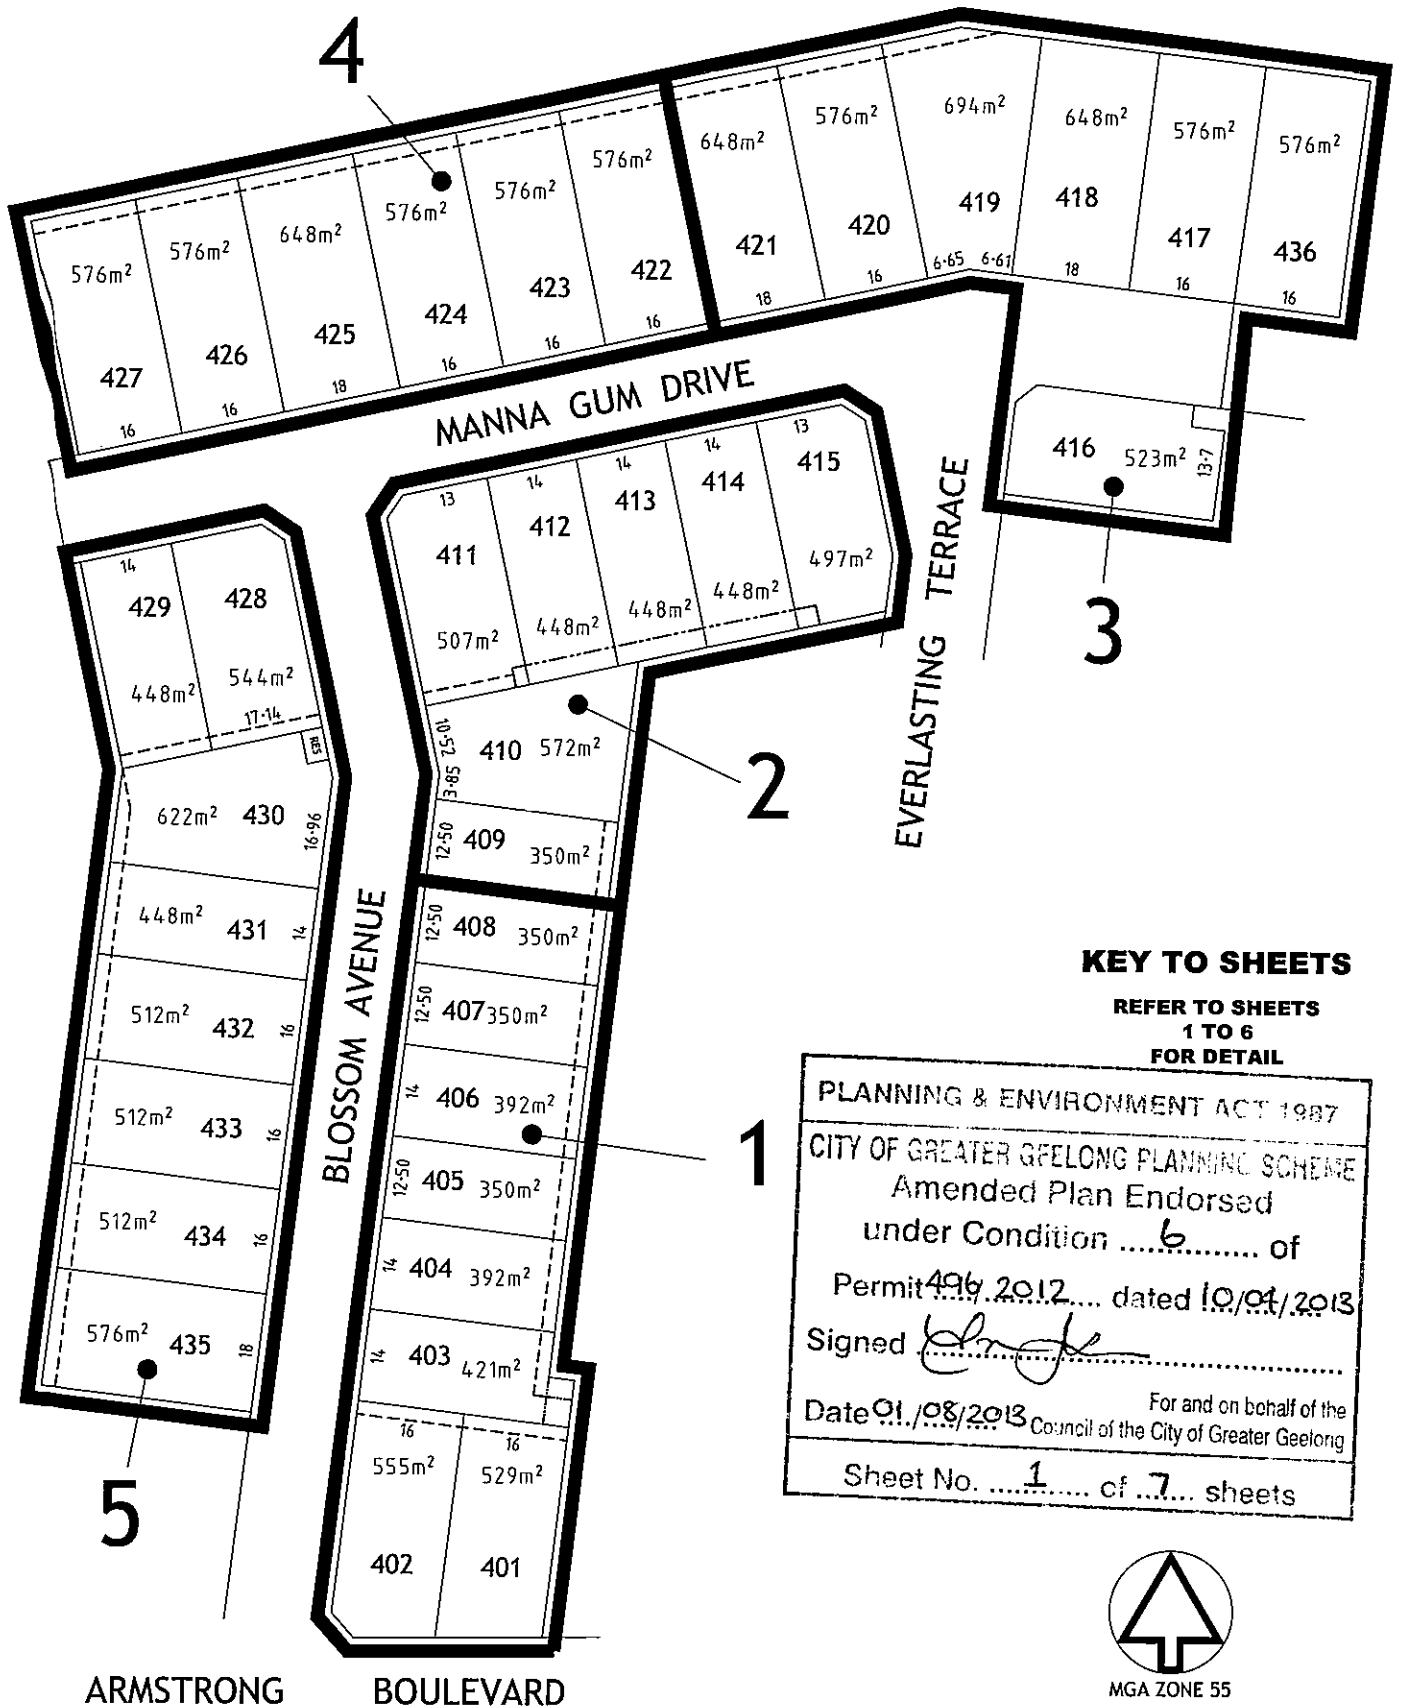 4
576m²
427
16
576m²
426
16
648m²
425
18
576m²
424
16
576m²
423
16
576m²
422
16
648m²
421
18
576m²
420
16
694m²
419
6·65 6·61
648m²
418
18
576m²
417
16
576m²
436
16
MANNA GUM DRIVE
416 523m²
13·7
3
13
411
507m²
14
412
448m²
14
413
448m²
14
414
448m²
13
415
497m²
EVERLASTING TERRACE
14
429
448m²
428
544m²
17·14
RES
10·52
3·85
410 572m²
2
12·50
409 350m²
622m² 430
16·96
448m² 431 14
512m² 432 16
512m² 433 16
512m² 434 16
576m² 435 18
5
BLOSSOM AVENUE
12·50 408 350m²
12·50 407 350m²
14 406 392m²
1
12·50 405 350m²
14 404 392m²
14 403 421m²
16 16
555m² 529m²
402 401
ARMSTRONG BOULEVARD
KEY TO SHEETS
REFER TO SHEETS
1 TO 6
FOR DETAIL
PLANNING & ENVIRONMENT ACT 1987
CITY OF GREATER GEELONG PLANNING SCHEME
Amended Plan Endorsed
under Condition ....6.... of
Permit 496/2012 dated 10/01/2013
Signed
Date 01/08/2013
For and on behalf of the
Council of the City of Greater Geelong
Sheet No. ....1.... of ..7.. sheets
MGA ZONE 55